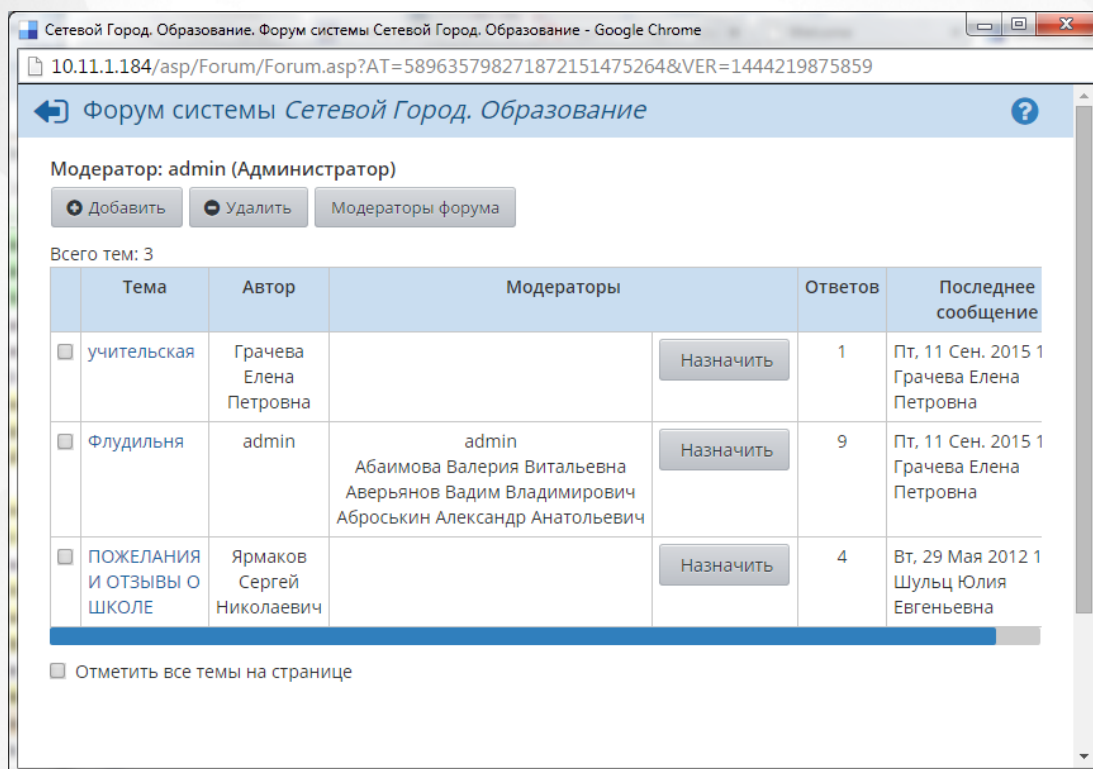 Сетевой Город. Образование. Форум системы Сетевой Город. Образование - Google Chrome
10.11.1.184/asp/Forum/Forum.asp?AT=589635798271872151475264&VER=1444219875859
Форум системы Сетевой Город. Образование
Модератор: admin (Администратор)
Добавить Удалить Модераторы форума
Всего тем: 3
Тема Автор Модераторы Ответов Последнее
сообщение
учительская Грачева Назначить 1 Пт, 11 Сен. 2015 1
Елена Грачева Елена
Петровна Петровна
Флудильня admin admin Назначить 9 Пт, 11 Сен. 2015 1
Абаимова Валерия Витальевна Грачева Елена
Аверьянов Вадим Владимирович Петровна
Аброськин Александр Анатольевич
ПОЖЕЛАНИЯ Ярмаков Назначить 4 Вт, 29 Мая 2012 1
И ОТЗЫВЫ О Сергей Шульц Юлия
ШКОЛЕ Николаевич Евгеньевна
Отметить все темы на странице